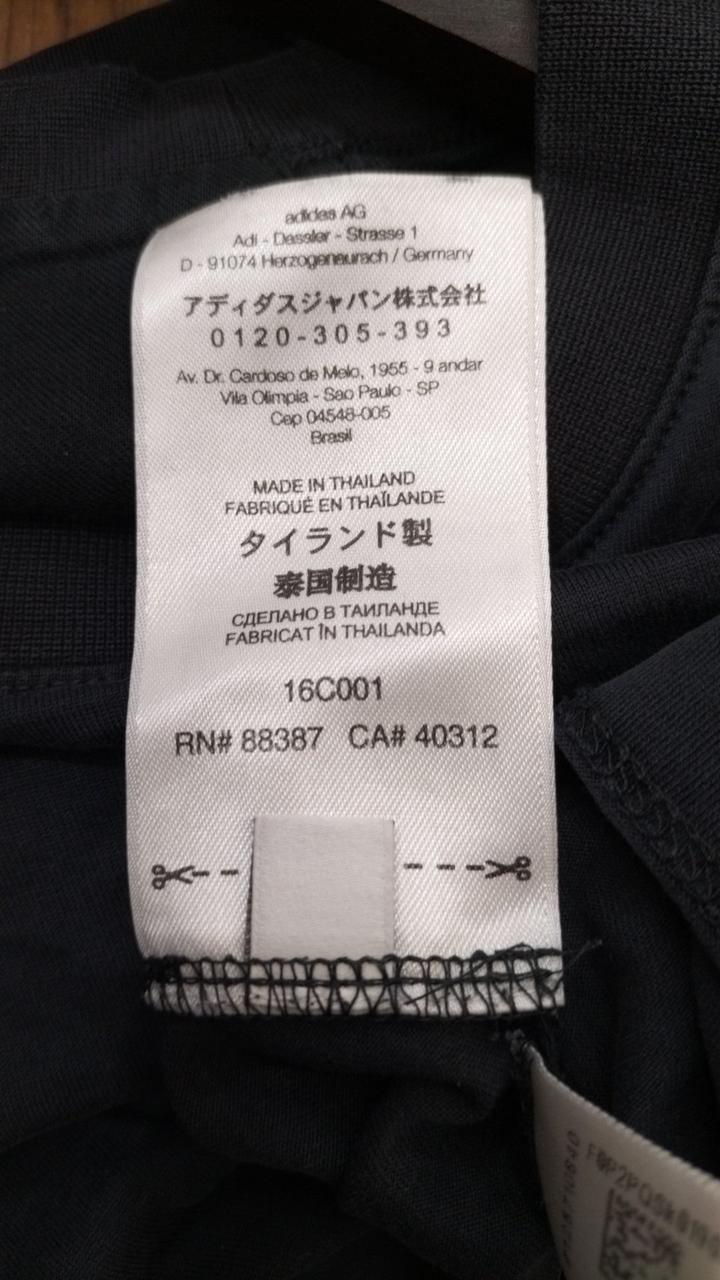 adidas AG
Adi - Dassler - Strasse 1
D - 91074 Herzogenaurach / Germany
アディダスジャパン株式会社
0120-305-393
Av. Dr. Cardoso de Melo, 1955 - 9 andar
Vila Olimpia - Sao Paulo - SP
Cep 04548-005
Brasil
MADE IN THAILAND
FABRIQUÉ EN THAÏLANDE
タイランド製
泰国制造
СДЕЛАНО В ТАИЛАНДЕ
FABRICAT ÎN THAILANDA
16C001
RN# 88387 CA# 40312